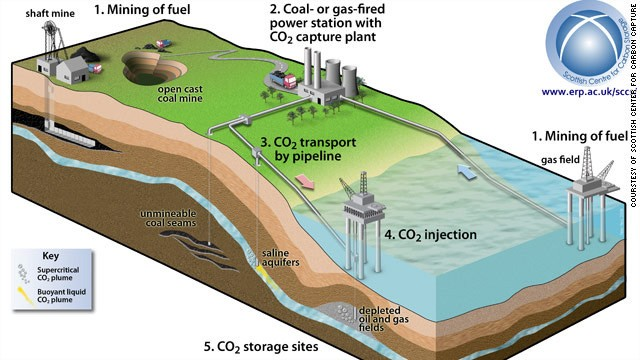 shaft mine
1. Mining of fuel
2. Coal- or gas-fired
power station with
CO2 capture plant
Scottish Centre for Carbon Storage
www.erp.ac.uk/scc
open cast
coal mine
3. CO2 transport
by pipeline
1. Mining of fuel
gas field
4. CO2 injection
unmineable
coal seams
saline
aquifers
Key
Supercritical
CO2 plume
Buoyant liquid
CO2 plume
depleted
oil and gas
fields
5. CO2 storage sites
COURTESY OF SCOTTISH CENTER FOR CARBON CAPTURE